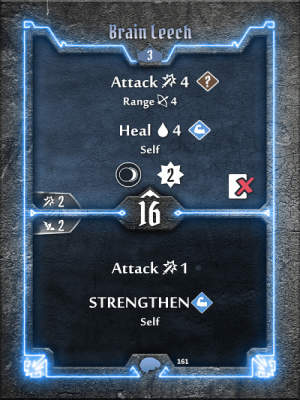 Brain Leech
3
Attack 4 ?
Range 4
Heal 4
Self
2
16
2
2
Attack 1
STRENGTHEN
Self
161